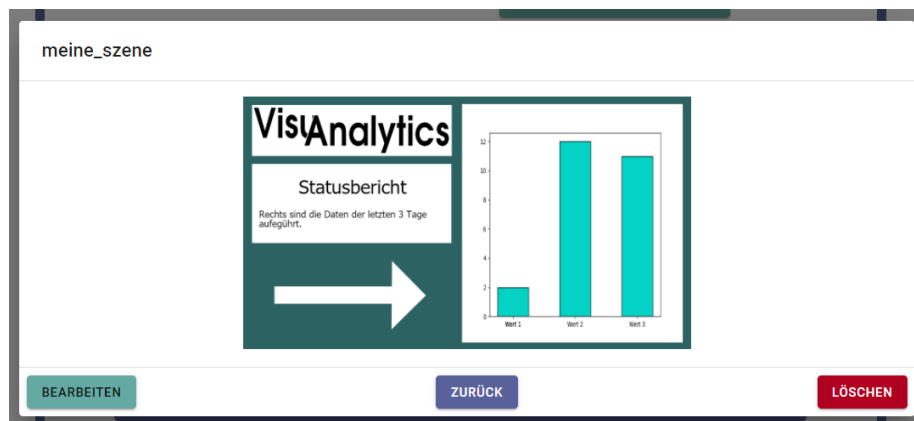 meine_szene
VisuAnalytics
Statusbericht
Rechts sind die Daten der letzten 3 Tage
aufegührt.
12
10
8
6
4
2
0
Wert 1
Wert 2
Wert 3
BEARBEITEN
ZURÜCK
LÖSCHEN